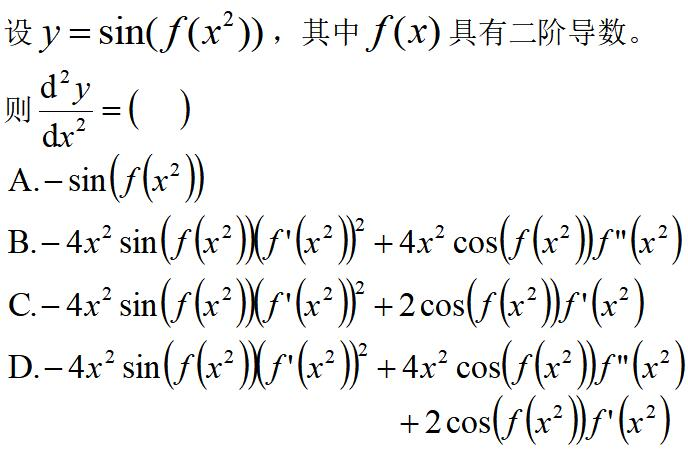 设 y = sin(f(x²)), 其中 f(x) 具有二阶导数。
则 d²y/dx² = ( )
A. − sin(f(x²))
B. − 4x² sin(f(x²))(f'(x²))² + 4x² cos(f(x²))f"(x²)
C. − 4x² sin(f(x²))(f'(x²))² + 2cos(f(x²))f'(x²)
D. − 4x² sin(f(x²))(f'(x²))² + 4x² cos(f(x²))f"(x²)
+ 2cos(f(x²))f'(x²)